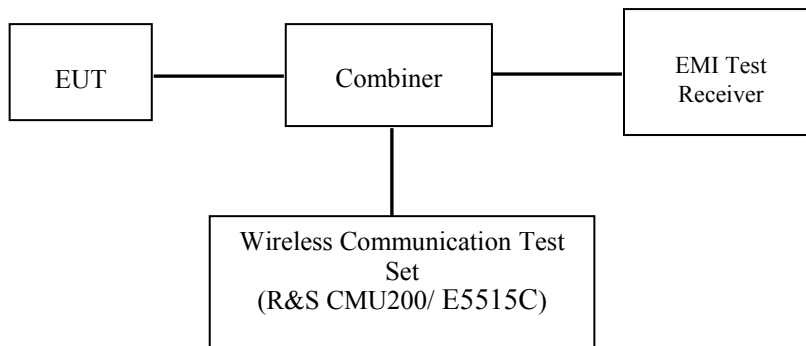 EUT
Combiner
EMI Test
Receiver
Wireless Communication Test
Set
(R&S CMU200/ E5515C)